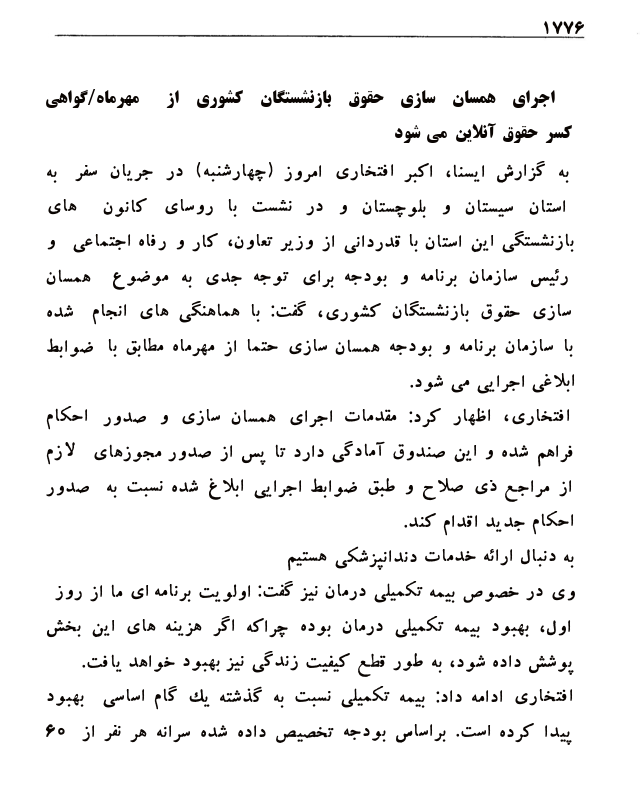 ۱۷۷۶
اجرای همسان سازی حقوق بازنشستگان کشوری از مهرماه/گواهی
کسر حقوق آنلاین می شود
به گزارش ایسنا، اکبر افتخاری امروز (چهارشنبه) در جریان سفر به
استان سیستان و بلوچستان و در نشست با روسای کانون های
بازنشستگی این استان با قدردانی از وزیر تعاون، کار و رفاه اجتماعی و
رئیس سازمان برنامه و بودجه برای توجه جدی به موضوع همسان
سازی حقوق بازنشستگان کشوری، گفت: با هماهنگی های انجام شده
با سازمان برنامه و بودجه همسان سازی حتما از مهرماه مطابق با ضوابط
ابلاغی اجرایی می شود.
افتخاری، اظهار کرد: مقدمات اجرای همسان سازی و صدور احکام
فراهم شده و این صندوق آمادگی دارد تا پس از صدور مجوزهای لازم
از مراجع ذی صلاح و طبق ضوابط اجرایی ابلاغ شده نسبت به صدور
احکام جدید اقدام کند.
به دنبال ارائه خدمات دندانپزشکی هستیم
وی در خصوص بیمه تکمیلی درمان نیز گفت: اولویت برنامه ای ما از روز
اول، بهبود بیمه تکمیلی درمان بوده چراکه اگر هزینه های این بخش
پوشش داده شود، به طور قطع کیفیت زندگی نیز بهبود خواهد یافت.
افتخاری ادامه داد: بیمه تکمیلی نسبت به گذشته یك گام اساسی بهبود
پیدا کرده است. براساس بودجه تخصیص داده شده سرانه هر نفر از ۶۰